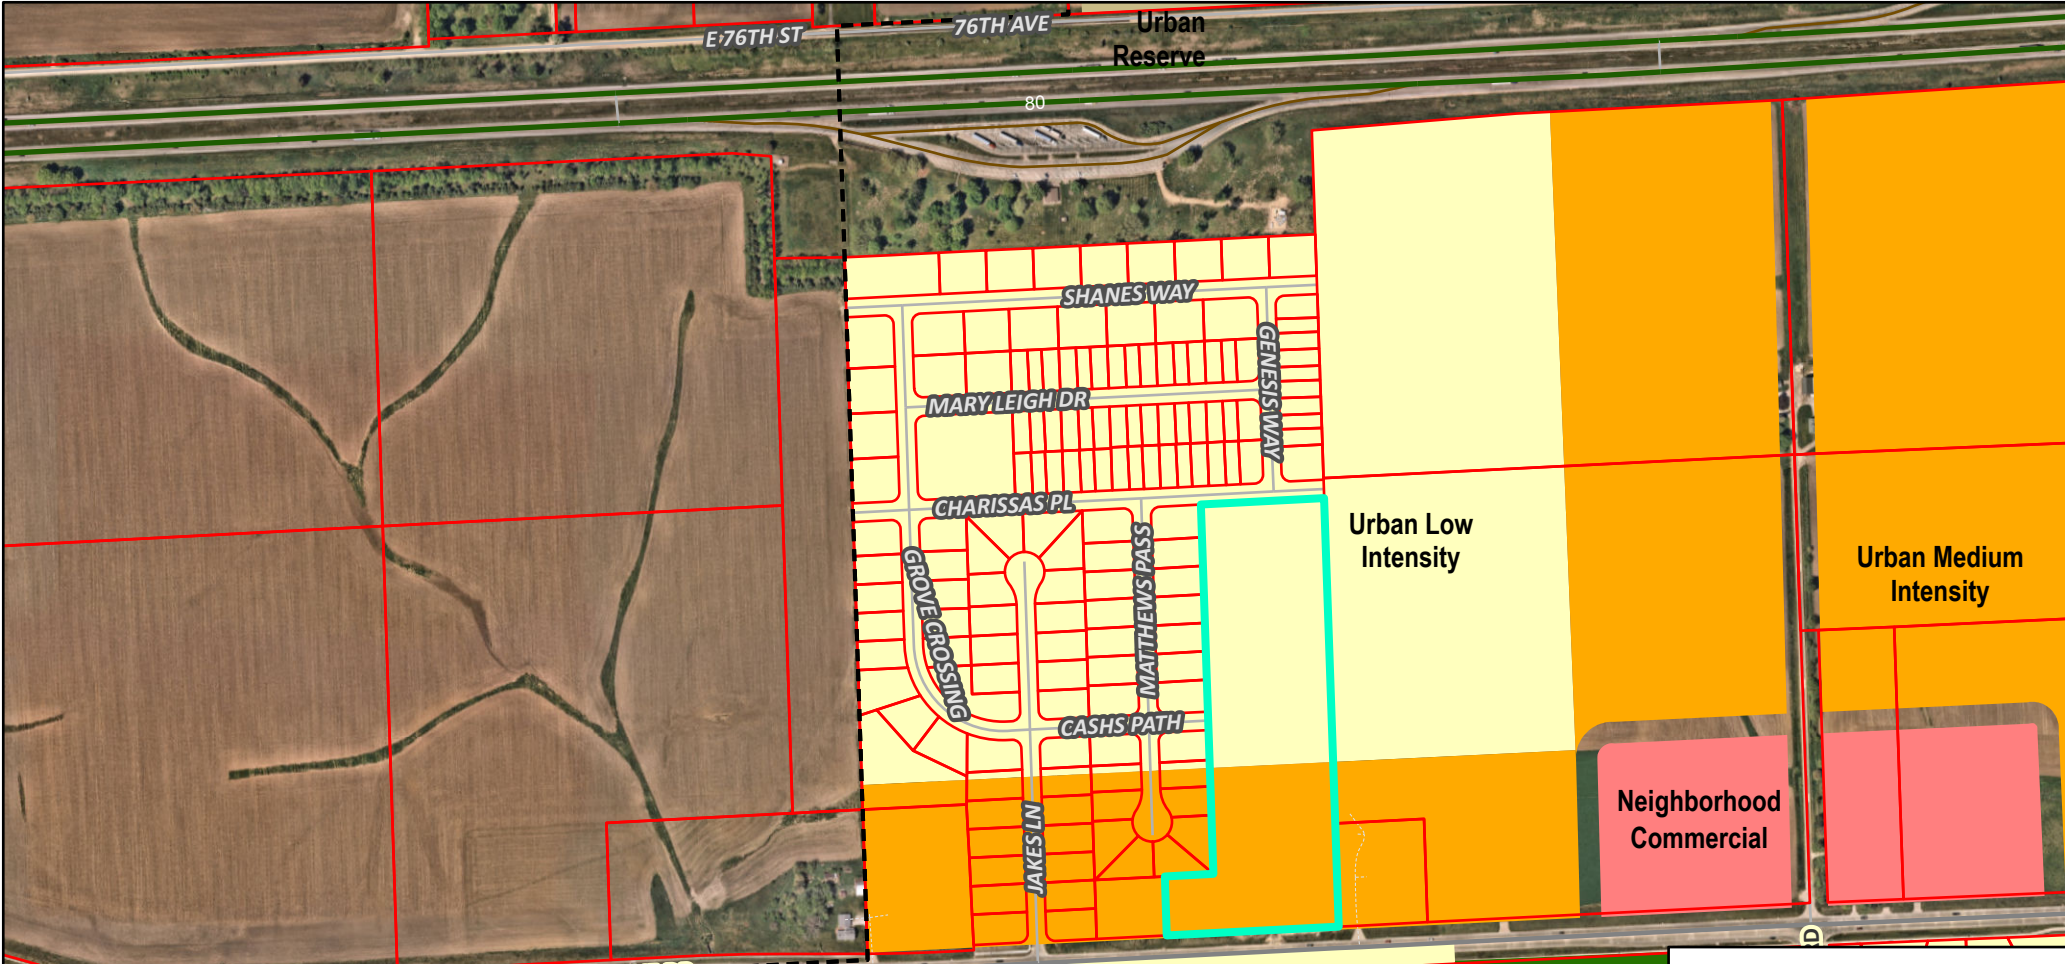 E 76TH ST
76TH AVE
Urban
Reserve
80
SHANES WAY
GENESIS WAY
MARY LEIGH DR
CHARISSAS PL
GROVE CROSSING
MATTHEWS PASS
Urban Low
Intensity
Urban Medium
Intensity
CASHS PATH
JAKES LN
Neighborhood
Commercial
RD